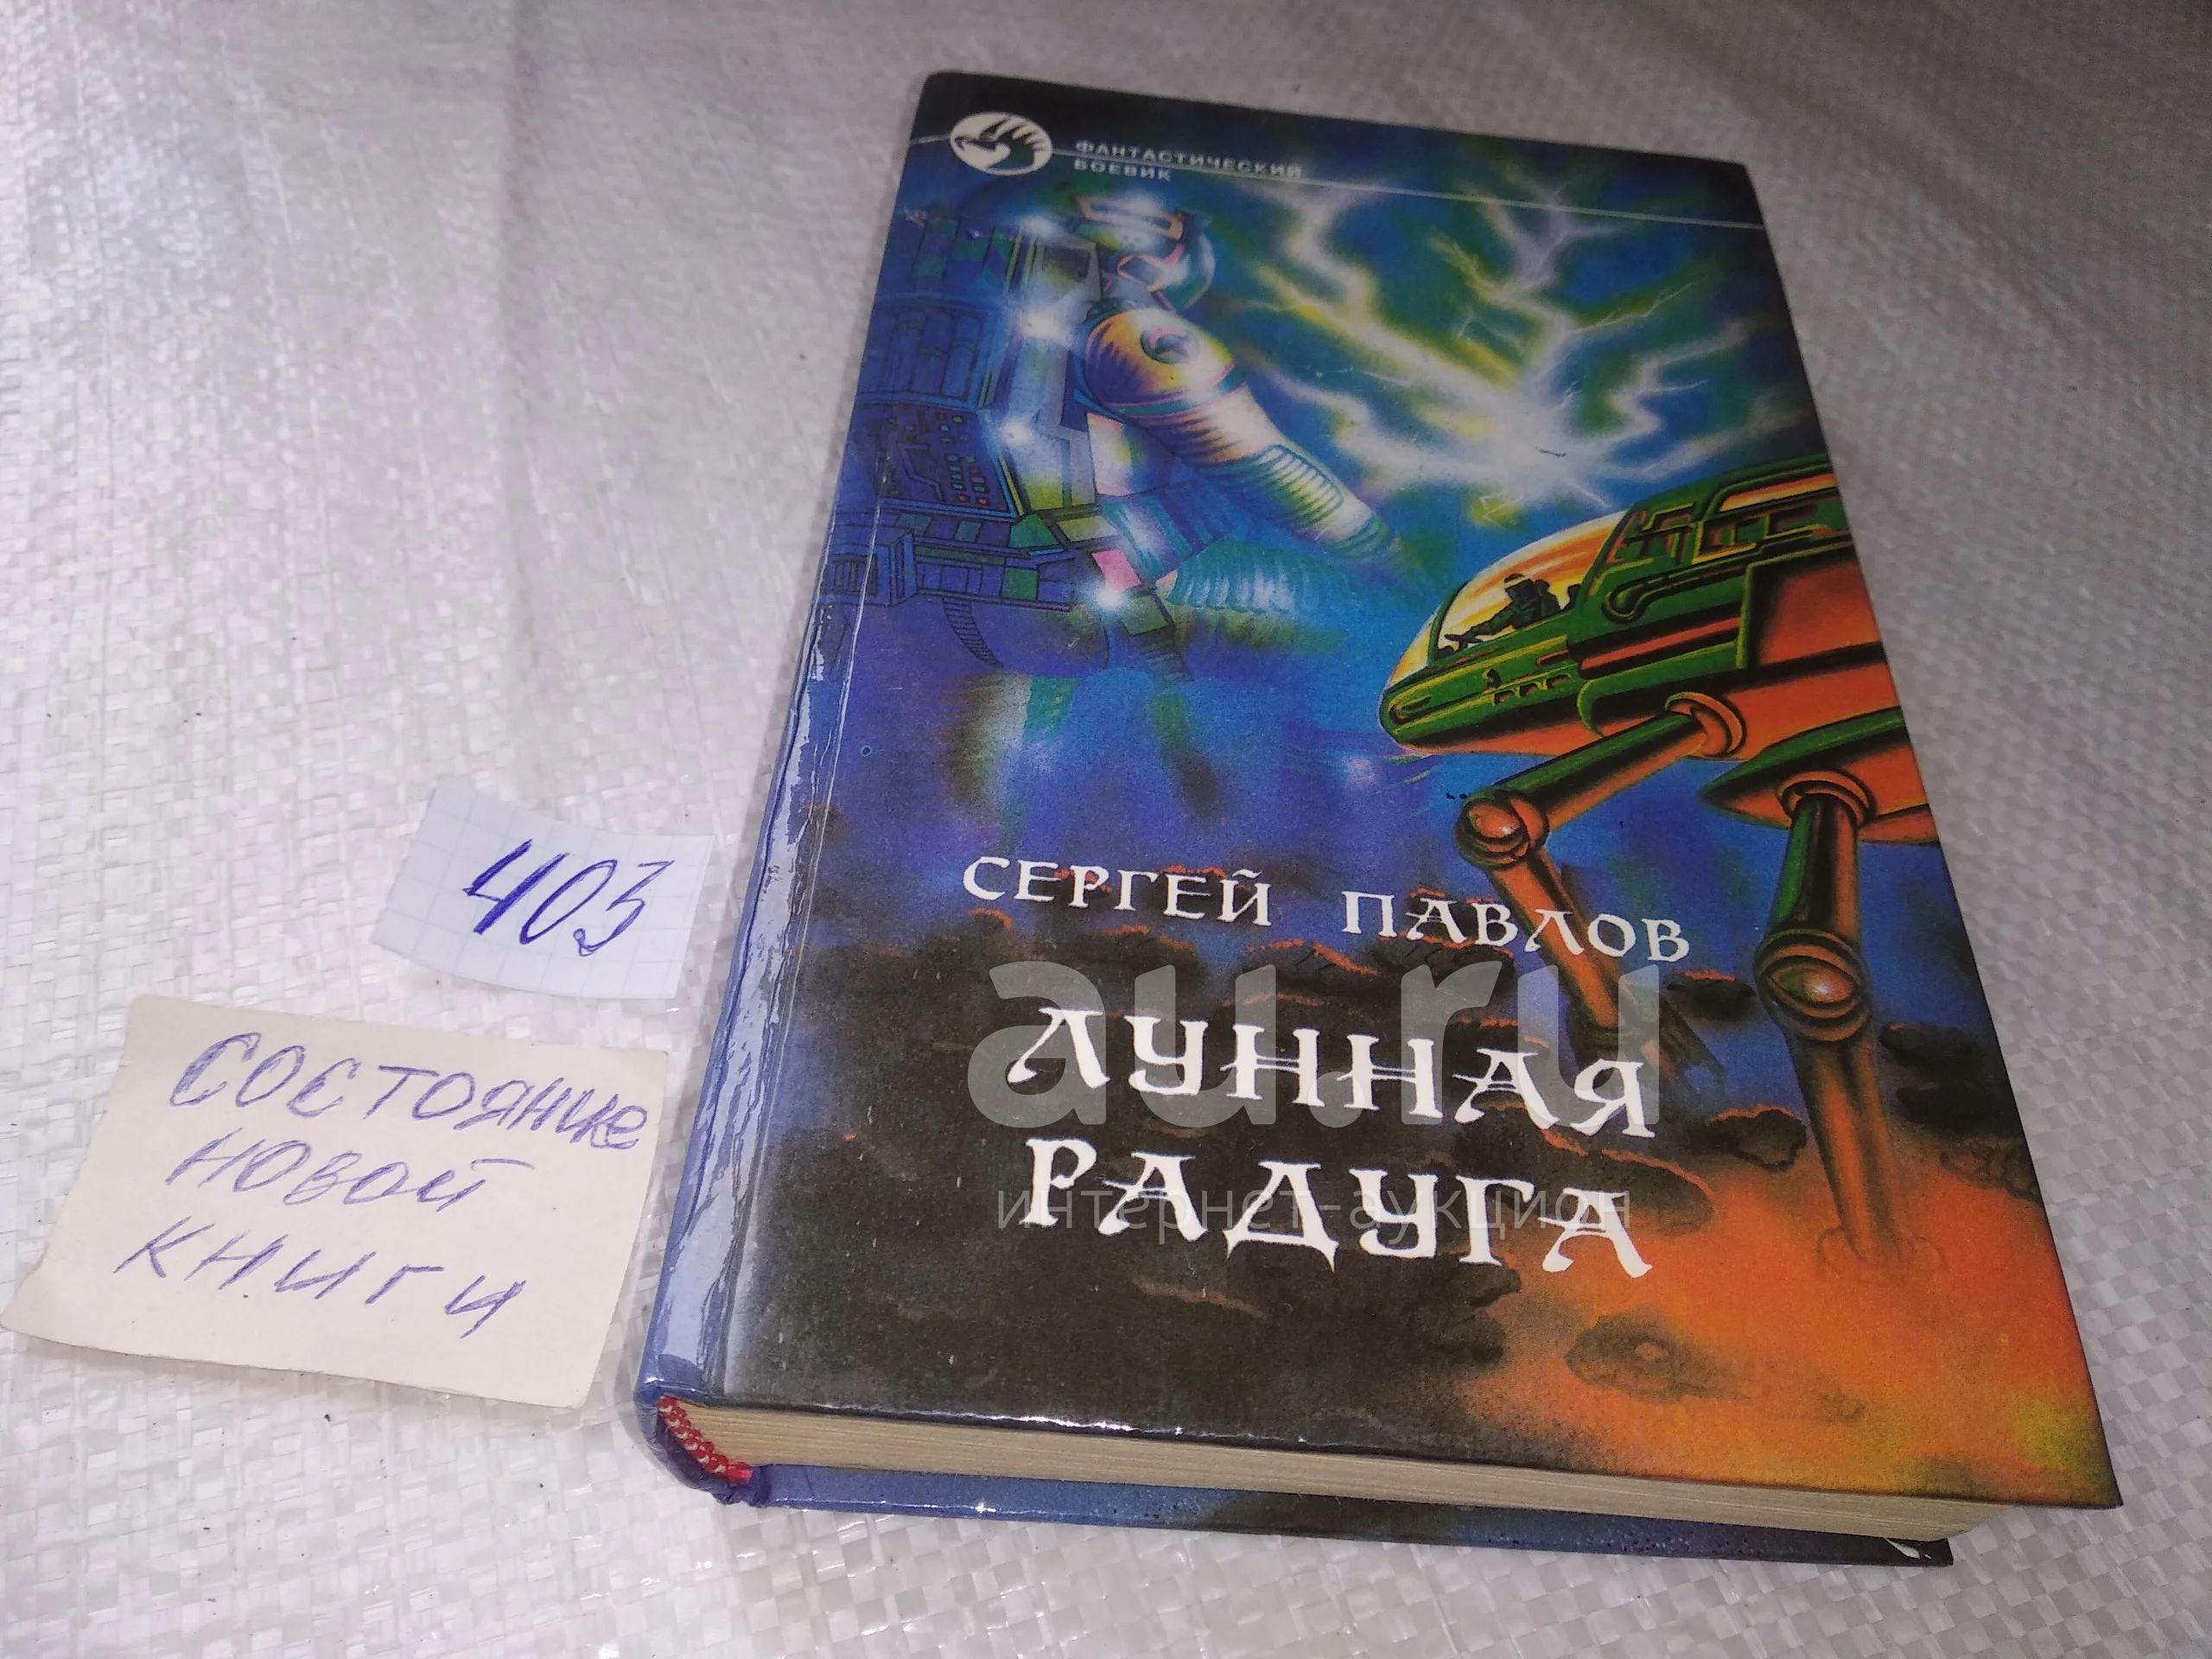 ФАНТАСТИЧЕСКИЙ
БОЕВИК
СЕРГЕЙ ПАВЛОВ
ЛУННАЯ
РАДУГА
au.ru
интернет-аукцион
403
СОСТОЯНИЕ
НОВОЙ
КНИГИ